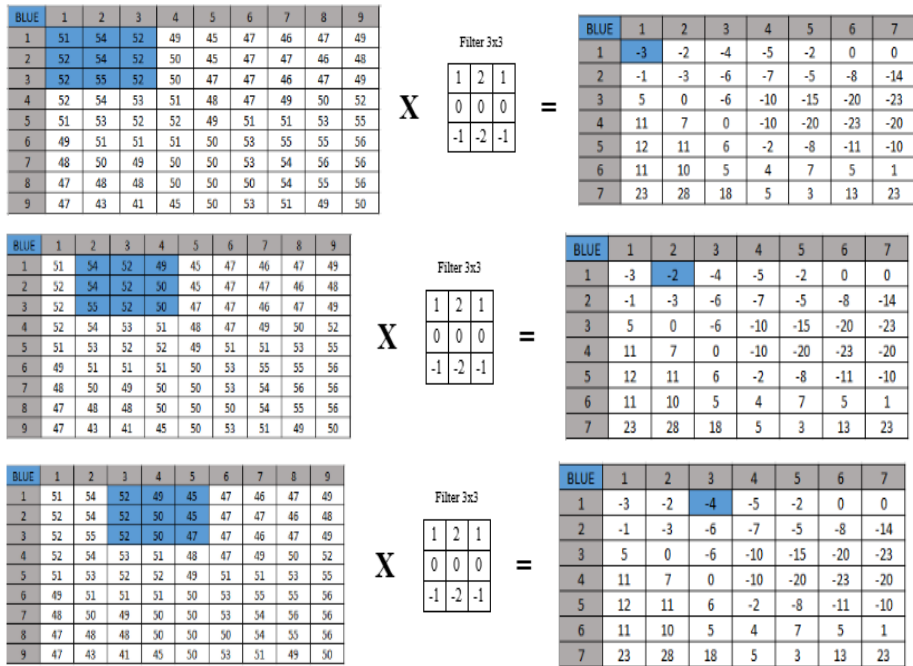 BLUE 1 2 3 4 5 6 7 8 9
1 51 54 52 49 45 47 46 47 49
2 52 54 52 50 45 47 47 46 48
3 52 55 52 50 47 47 46 47 49
4 52 54 53 51 48 47 49 50 52
5 51 53 52 52 49 51 51 53 55
6 49 51 51 51 50 53 55 55 56
7 48 50 49 50 50 53 54 56 56
8 47 48 48 50 50 50 54 55 56
9 47 43 41 45 50 53 51 49 50
X
Filter 3x3
1 2 1
0 0 0
-1 -2 -1
=
BLUE 1 2 3 4 5 6 7
1 -3 -2 -4 -5 -2 0 0
2 -1 -3 -6 -7 -5 -8 -14
3 5 0 -6 -10 -15 -20 -23
4 11 7 0 -10 -20 -23 -20
5 12 11 6 -2 -8 -11 -10
6 11 10 5 4 7 5 1
7 23 28 18 5 3 13 23
BLUE 1 2 3 4 5 6 7 8 9
1 51 54 52 49 45 47 46 47 49
2 52 54 52 50 45 47 47 46 48
3 52 55 52 50 47 47 46 47 49
4 52 54 53 51 48 47 49 50 52
5 51 53 52 52 49 51 51 53 55
6 49 51 51 51 50 53 55 55 56
7 48 50 49 50 50 53 54 56 56
8 47 48 48 50 50 50 54 55 56
9 47 43 41 45 50 53 51 49 50
X
Filter 3x3
1 2 1
0 0 0
-1 -2 -1
=
BLUE 1 2 3 4 5 6 7
1 -3 -2 -4 -5 -2 0 0
2 -1 -3 -6 -7 -5 -8 -14
3 5 0 -6 -10 -15 -20 -23
4 11 7 0 -10 -20 -23 -20
5 12 11 6 -2 -8 -11 -10
6 11 10 5 4 7 5 1
7 23 28 18 5 3 13 23
BLUE 1 2 3 4 5 6 7 8 9
1 51 54 52 49 45 47 46 47 49
2 52 54 52 50 45 47 47 46 48
3 52 55 52 50 47 47 46 47 49
4 52 54 53 51 48 47 49 50 52
5 51 53 52 52 49 51 51 53 55
6 49 51 51 51 50 53 55 55 56
7 48 50 49 50 50 53 54 56 56
8 47 48 48 50 50 50 54 55 56
9 47 43 41 45 50 53 51 49 50
X
Filter 3x3
1 2 1
0 0 0
-1 -2 -1
=
BLUE 1 2 3 4 5 6 7
1 -3 -2 -4 -5 -2 0 0
2 -1 -3 -6 -7 -5 -8 -14
3 5 0 -6 -10 -15 -20 -23
4 11 7 0 -10 -20 -23 -20
5 12 11 6 -2 -8 -11 -10
6 11 10 5 4 7 5 1
7 23 28 18 5 3 13 23